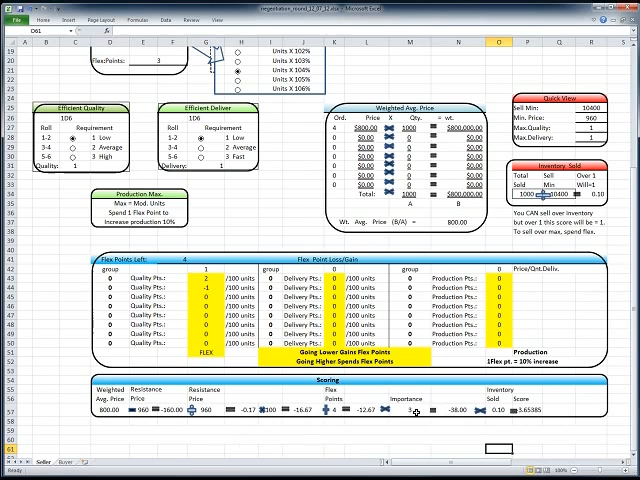 negentiation_round_12_07_12.xlsx - Microsoft Excel
File Home Insert Page Layout Formulas Data Review View
O61
D E F G H I J K L M N O P Q R
Flex:Points: 3
Units X 102%
Units X 103%
Units X 104%
Units X 105%
Units X 106%
Efficient Quality
1D6
Roll Requirement
1-2 1 Low
3-4 2 Average
5-6 3 High
Quality: 1
Efficient Deliver
1D6
Roll Requirement
1-2 1 Low
3-4 2 Average
5-6 3 Fast
Delivery: 1
Production Max.
Max = Mod. Units
Spend 1 Flex Point to
Increase production 10%
Weighted Avg. Price
Ord. Price X Qty. = wt.
4 $800.00 1000 $800,000.00
0 $0.00 0 $0.00
0 $0.00 0 $0.00
0 $0.00 0 $0.00
0 $0.00 0 $0.00
0 $0.00 0 $0.00
Total: 1000 $800,000.00
A B
Wt. Avg. Price (B/A) = 800.00
Quick View
Sell Min: 10400
Min. Price: 960
Max.Quality: 1
Max.Delivery: 1
Inventory Sold
Total Sell Over 1
Sold Min Will=1
1000 10400 0.10
You CAN sell over inventory
but over 1 this score will be = 1.
To sell over max, spend flex.
Flex Points Left: 4 Flex Point Loss/Gain
group 1 group 0 group 0 Price/Qnt.Deliv.
0 Quality Pts.: 2 /100 units 0 Delivery Pts.: 0 /100 units 0 Production Pts.: 0
0 Quality Pts.: -1 /100 units 0 Delivery Pts.: 0 /100 units 0 Production Pts.: 0
0 Quality Pts.: 0 /100 units 0 Delivery Pts.: 0 /100 units 0 Production Pts.: 0
0 Quality Pts.: 0 /100 units 0 Delivery Pts.: 0 /100 units 0 Production Pts.: 0
0 Quality Pts.: 0 /100 units 0 Delivery Pts.: 0 /100 units 0 Production Pts.: 0
0 Quality Pts.: 0 /100 units 0 Delivery Pts.: 0 /100 units 0 Production Pts.: 0
0 Quality Pts.: 0 /100 units 0 Delivery Pts.: 0 /100 units 0 Production Pts.: 0
0 Quality Pts.: 0 /100 units 0 Delivery Pts.: 0 /100 units 0 Production Pts.: 0
FLEX Going Lower Gains Flex Points Production
Going Higher Spends Flex Points 1Flex pt. = 10% increase
Scoring
Weighted Resistance Resistance Flex Inventory
Avg. Price Price Price Points Importance Sold Score
800.00 960 -160.00 960 -0.17 100 -16.67 4 -12.67 3 -38.00 0.10 3.65385
Seller Buyer
Ready 100%